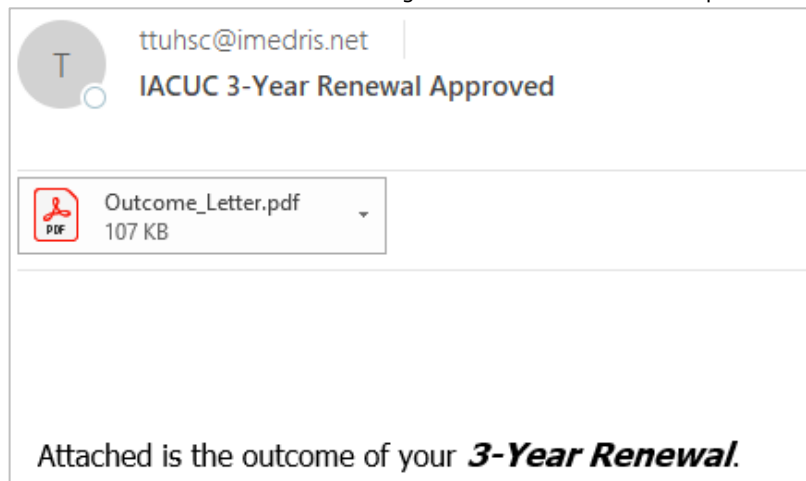 T
ttuhsc@imedris.net
IACUC 3-Year Renewal Approved
PDF
Outcome_Letter.pdf
107 KB
Attached is the outcome of your 3-Year Renewal.